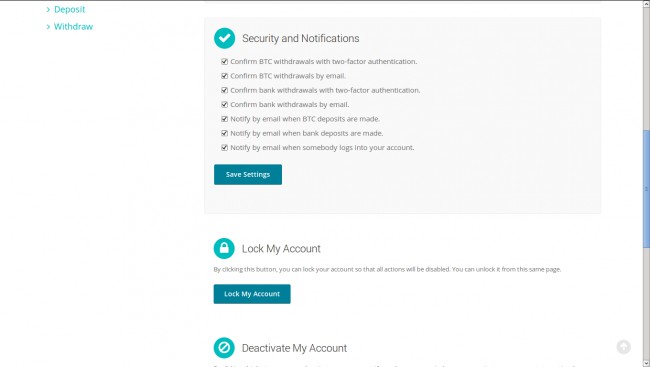 Deposit
Withdraw
Security and Notifications
Confirm BTC withdrawals with two-factor authentication.
Confirm BTC withdrawals by email.
Confirm bank withdrawals with two-factor authentication.
Confirm bank withdrawals by email.
Notify by email when BTC deposits are made.
Notify by email when bank deposits are made.
Notify by email when somebody logs into your account.
Save Settings
Lock My Account
By clicking this button, you can lock your account so that all actions will be disabled. You can unlock it from this same page.
Lock My Account
Deactivate My Account